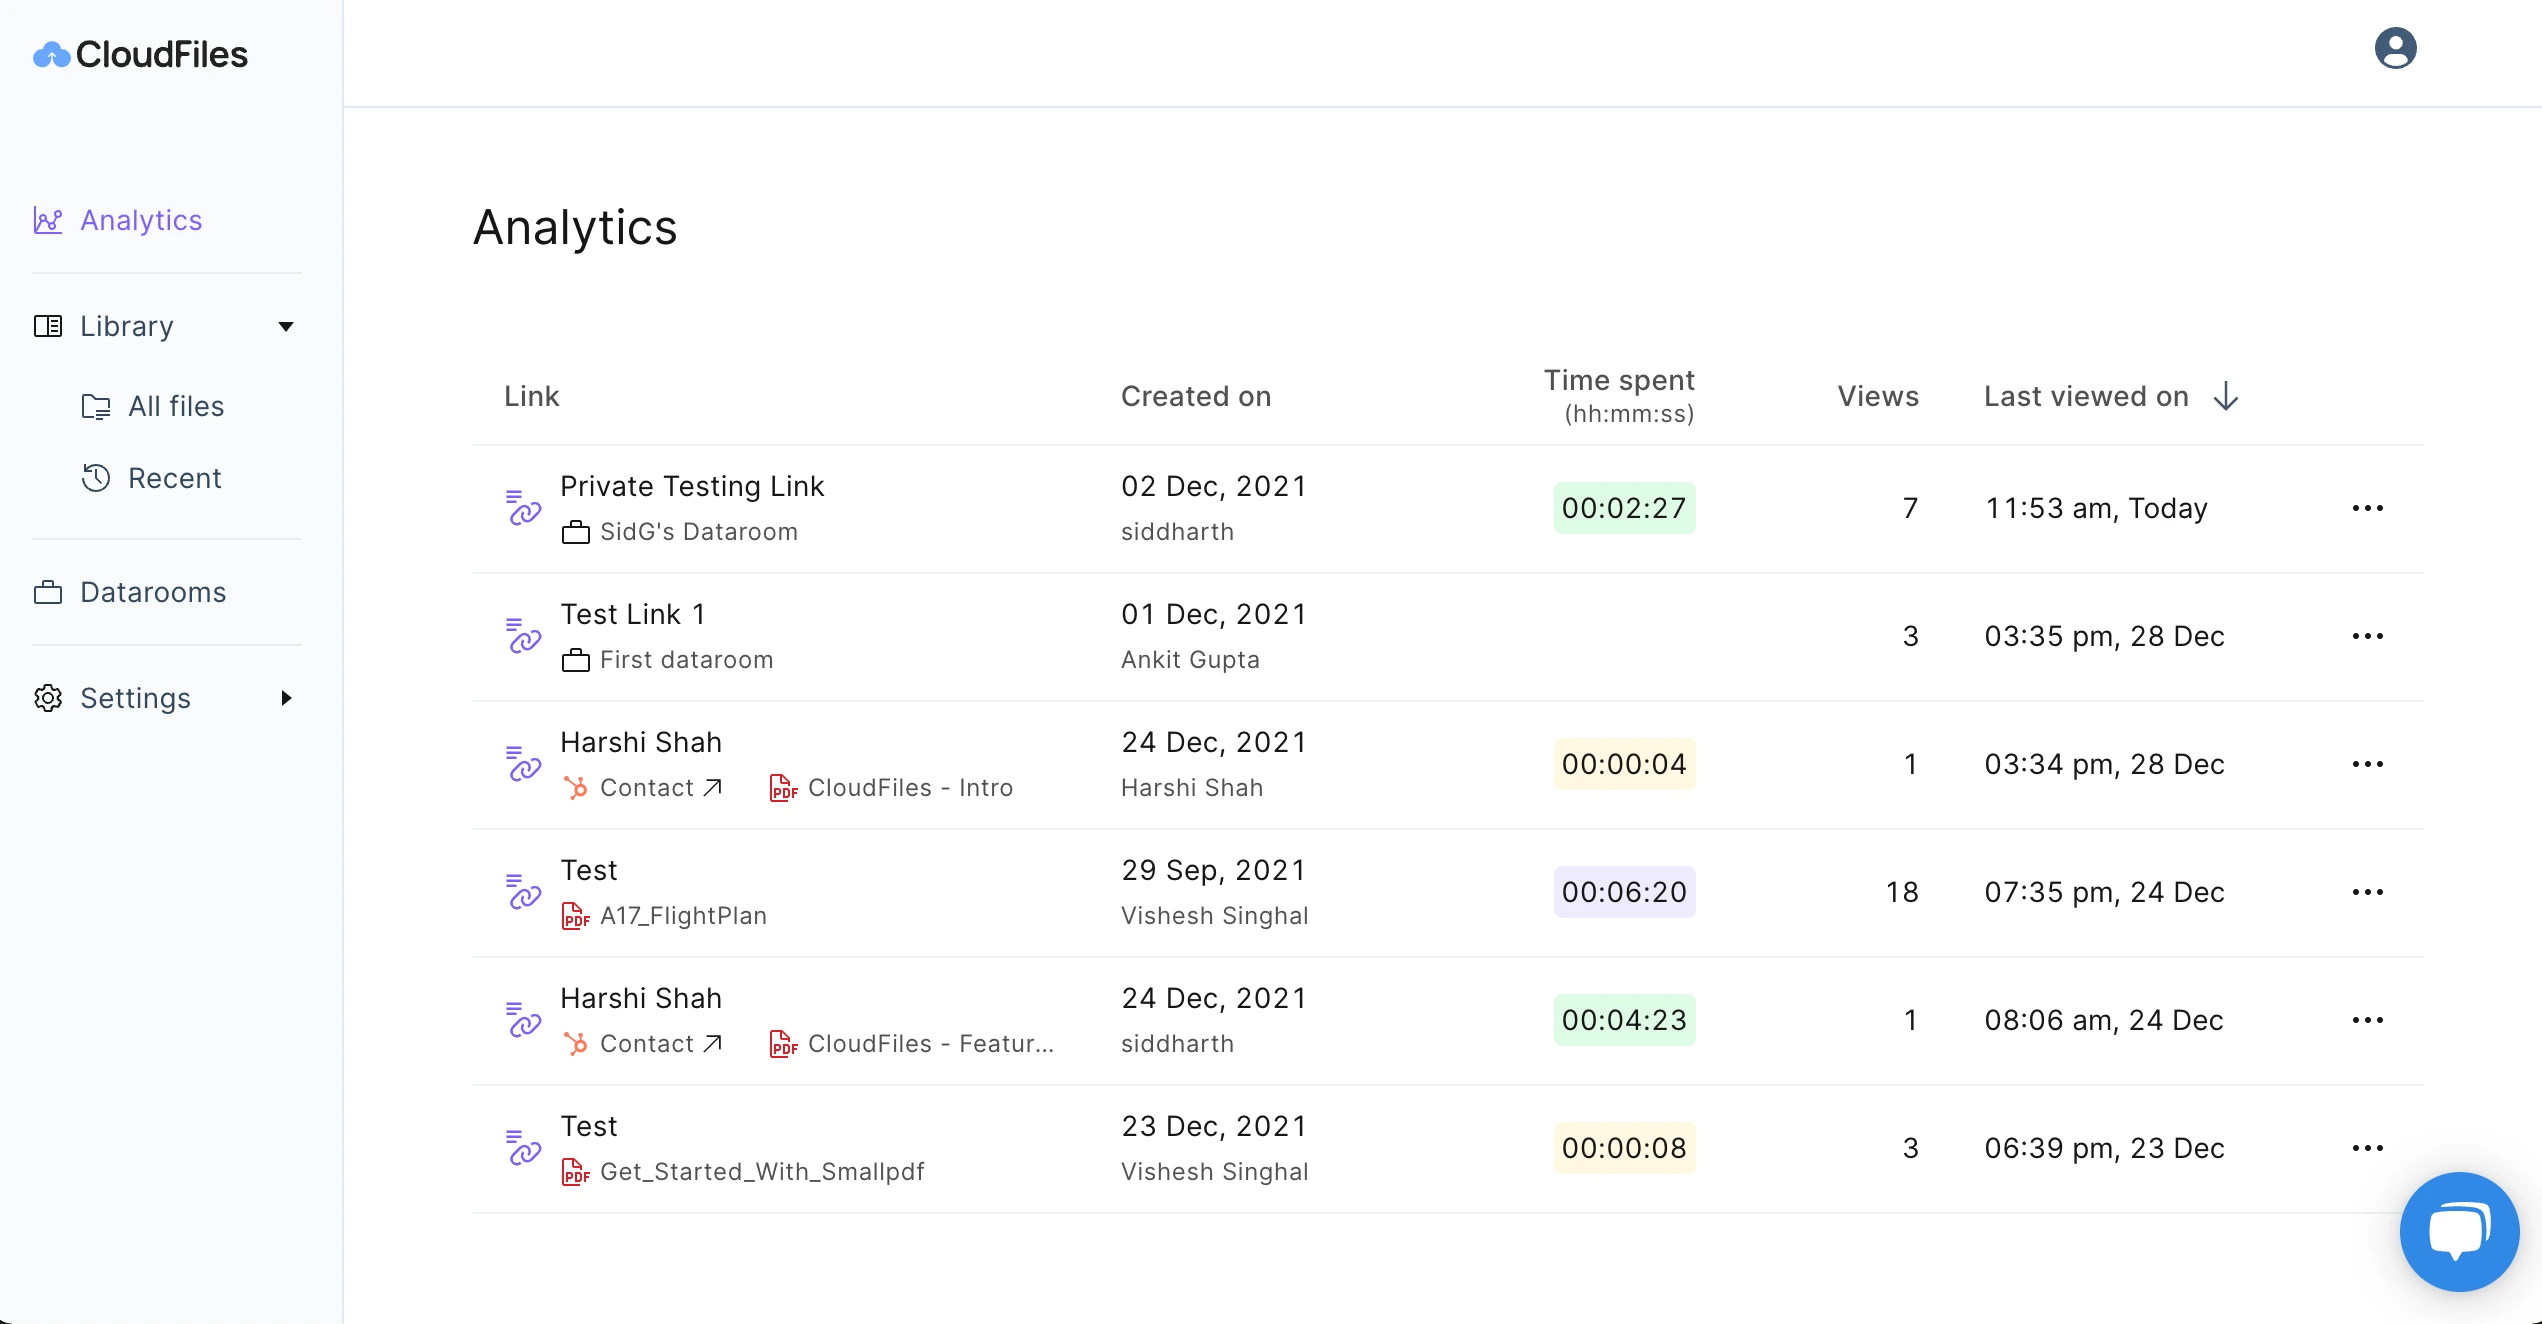 CloudFiles
Analytics
Library
All files
Recent
Datarooms
Settings
Analytics
Link Created on Time spent (hh:mm:ss) Views Last viewed on
Private Testing Link 02 Dec, 2021 00:02:27 7 11:53 am, Today
SidG's Dataroom siddharth
Test Link 1 01 Dec, 2021 3 03:35 pm, 28 Dec
First dataroom Ankit Gupta
Harshi Shah 24 Dec, 2021 00:00:04 1 03:34 pm, 28 Dec
Contact PDF CloudFiles - Intro Harshi Shah
Test 29 Sep, 2021 00:06:20 18 07:35 pm, 24 Dec
PDF A17_FlightPlan Vishesh Singhal
Harshi Shah 24 Dec, 2021 00:04:23 1 08:06 am, 24 Dec
Contact PDF CloudFiles - Featur... siddharth
Test 23 Dec, 2021 00:00:08 3 06:39 pm, 23 Dec
PDF Get_Started_With_Smallpdf Vishesh Singhal